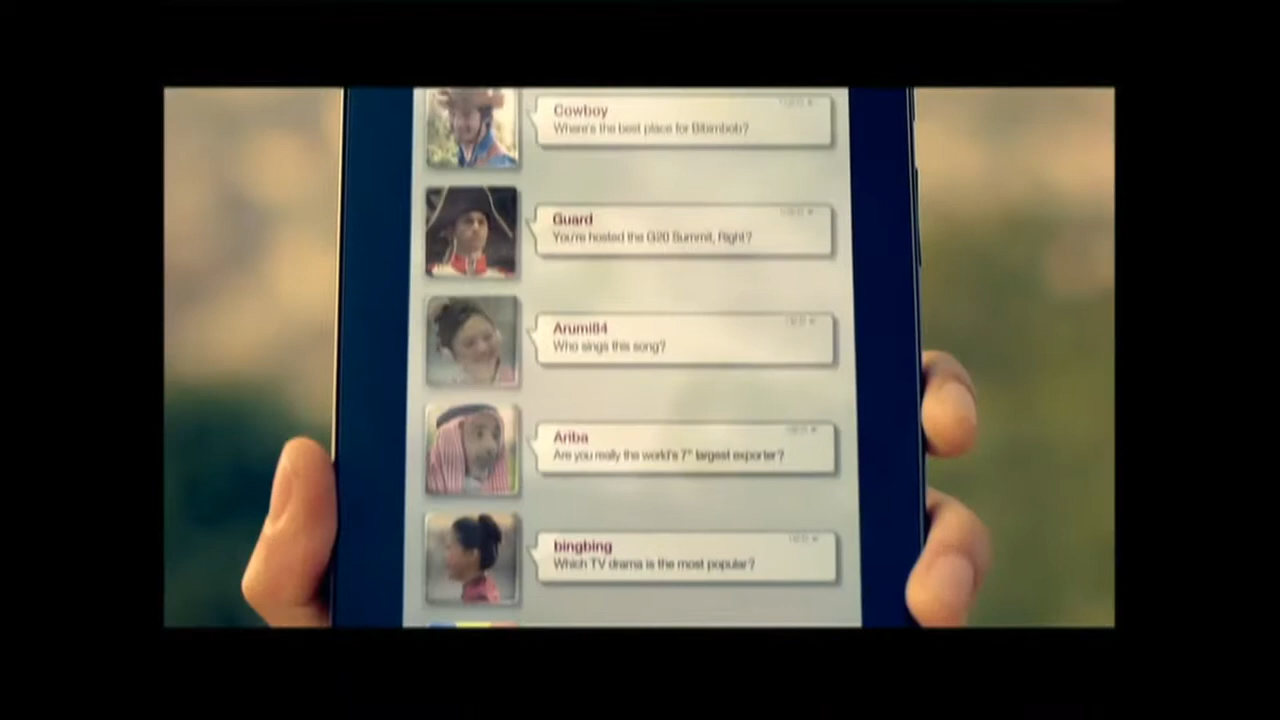 Cowboy
Where's the best place for Bibimbob?
Guard
You're hosted the G20 Summit, Right?
Arumi84
Who sings this song?
Ariba
Are you really the world's 7th largest exporter?
bingbing
Which TV drama is the most popular?